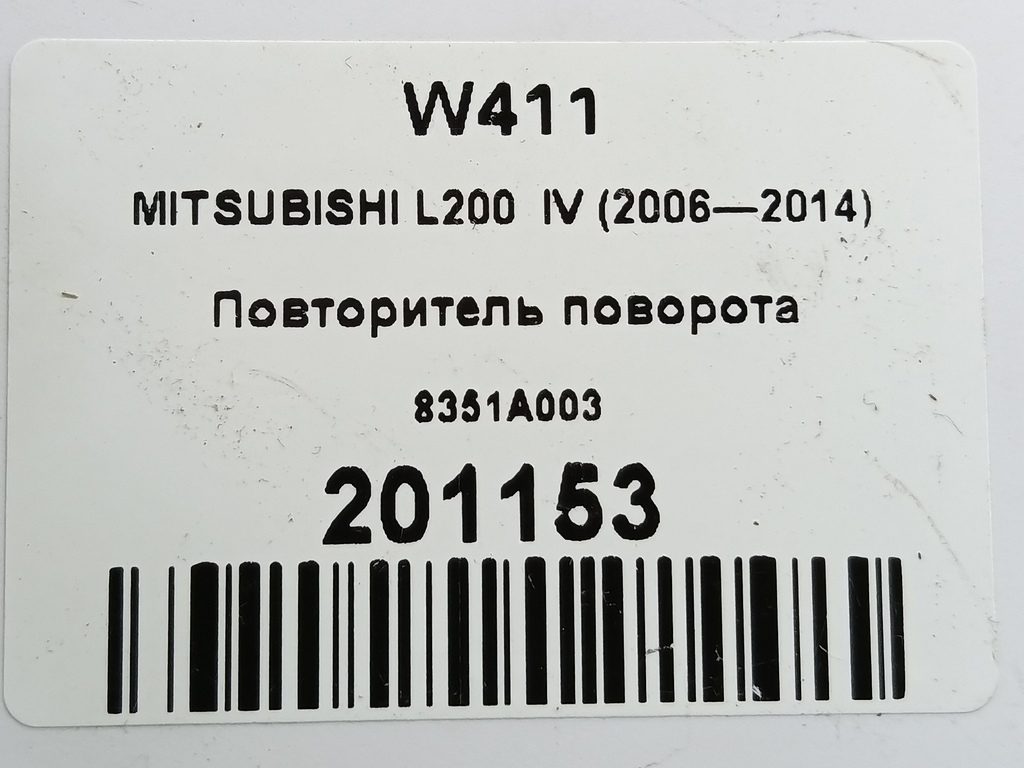 W411
MITSUBISHI L200 IV (2006—2014)
Повторитель поворота
8351A003
201153